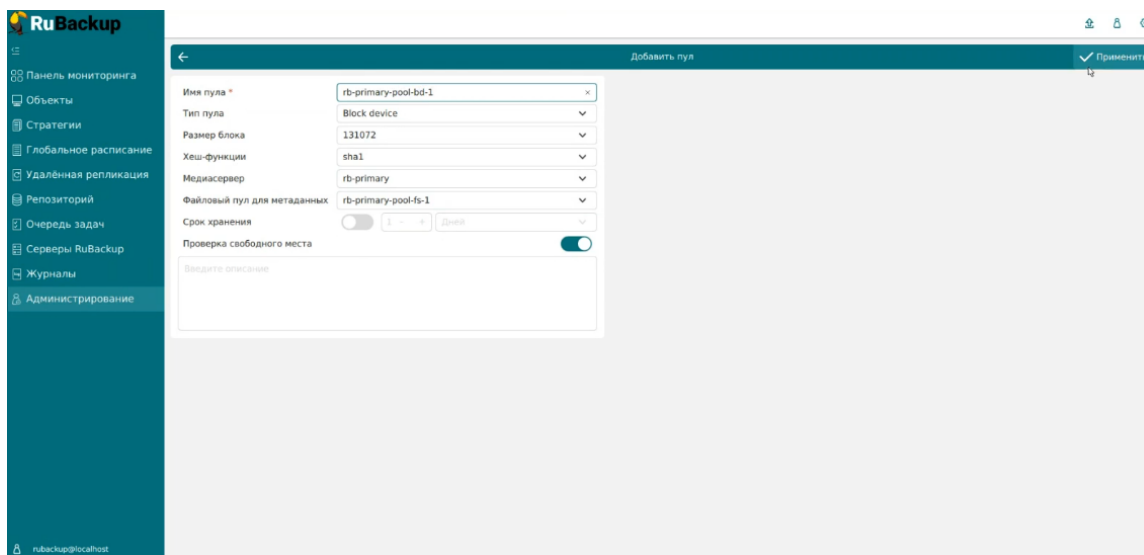 RuBackup
Добавить пул
Применить
Панель мониторинга
Объекты
Стратегии
Глобальное расписание
Удалённая репликация
Репозиторий
Очередь задач
Серверы RuBackup
Журналы
Администрирование
Имя пула *
rb-primary-pool-bd-1
Тип пула
Block device
Размер блока
131072
Хеш-функции
sha1
Медиасервер
rb-primary
Файловый пул для метаданных
rb-primary-pool-fs-1
Срок хранения
1 - +
Дней
Проверка свободного места
Введите описание
rubackup@localhost